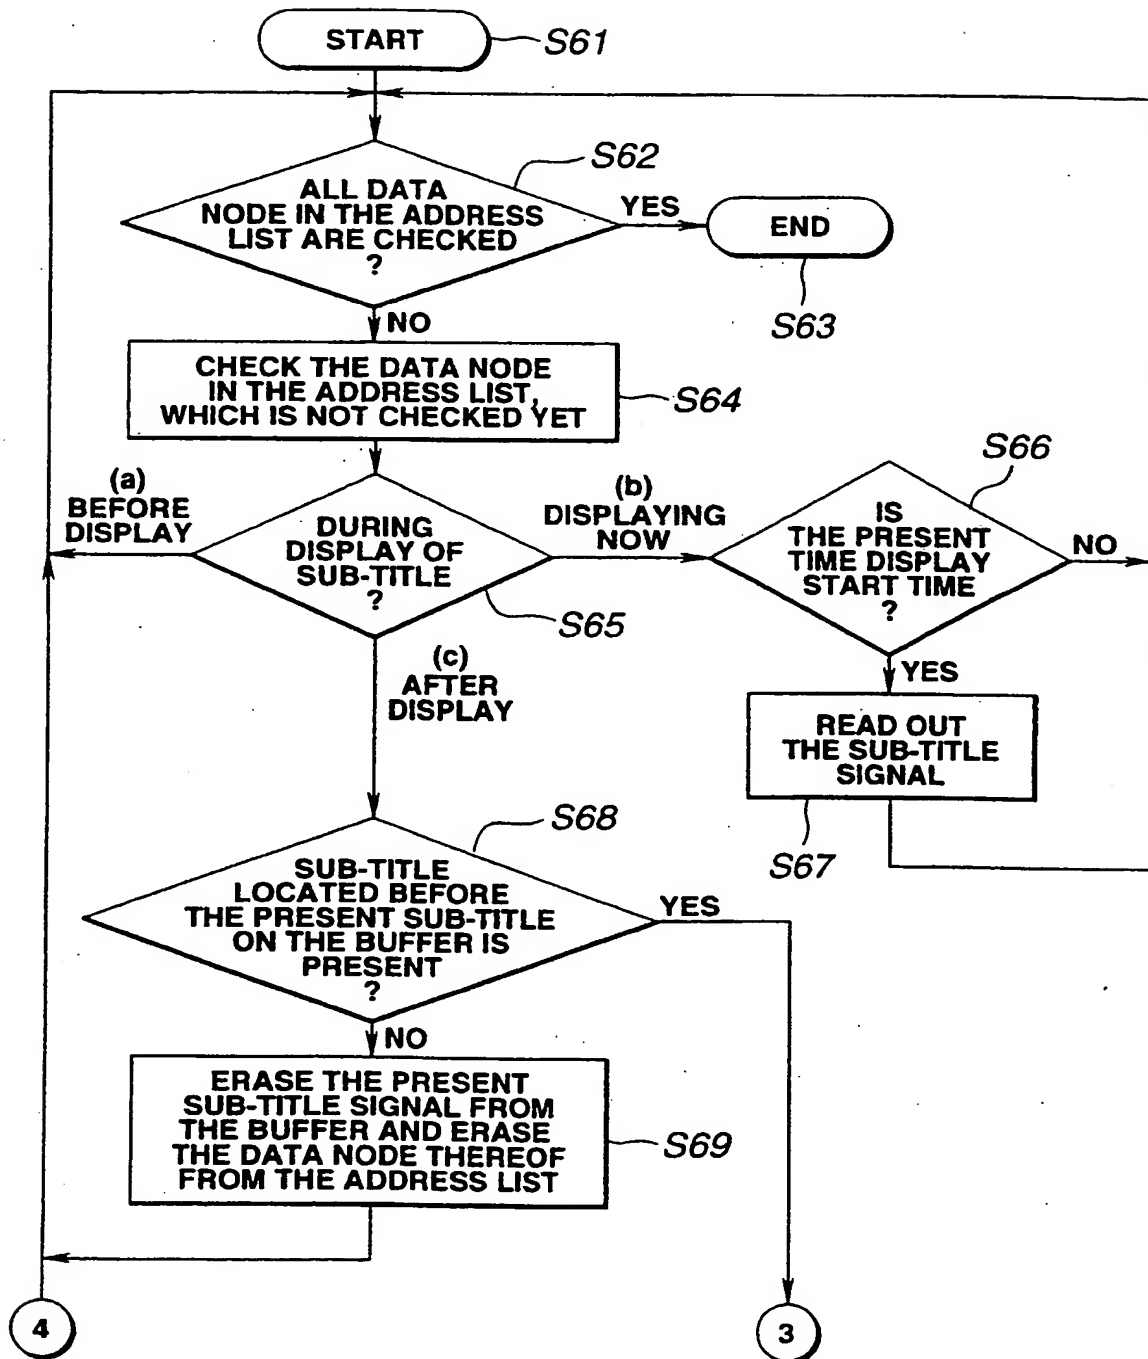 START
S61
S62
ALL DATA
NODE IN THE ADDRESS
LIST ARE CHECKED
?
YES
END
S63
NO
CHECK THE DATA NODE
IN THE ADDRESS LIST,
WHICH IS NOT CHECKED YET
S64
(a)
BEFORE
DISPLAY
DURING
DISPLAY OF
SUB-TITLE
?
S65
(b)
DISPLAYING
NOW
S66
IS
THE PRESENT
TIME DISPLAY
START TIME
?
NO
YES
READ OUT
THE SUB-TITLE
SIGNAL
S67
(c)
AFTER
DISPLAY
S68
SUB-TITLE
LOCATED BEFORE
THE PRESENT SUB-TITLE
ON THE BUFFER IS
PRESENT
?
YES
NO
ERASE THE PRESENT
SUB-TITLE SIGNAL FROM
THE BUFFER AND ERASE
THE DATA NODE THEREOF
FROM THE ADDRESS LIST
S69
4
3